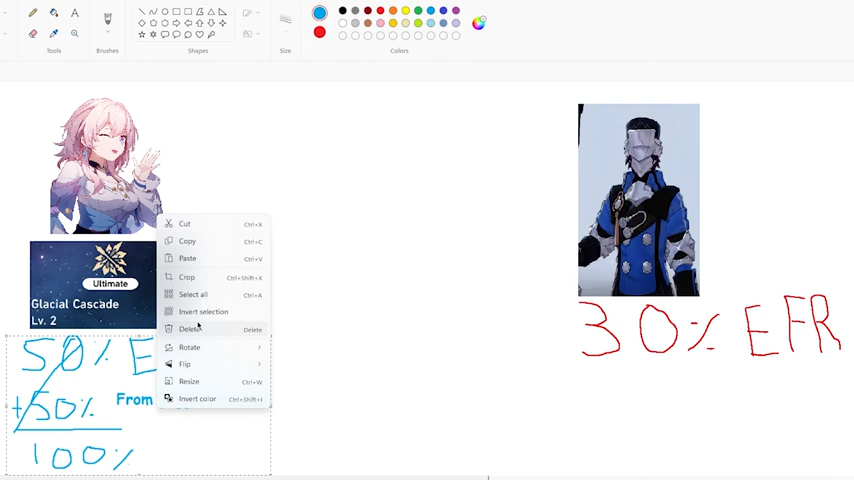 Tools
Brushes
Shapes
Size
Colors
Ultimate
Glacial Cascade
Lv. 2
Cut Ctrl+X
Copy Ctrl+C
Paste Ctrl+V
Crop Ctrl+Shift+X
Select all Ctrl+A
Invert selection
Delete Delete
Rotate
Flip
Resize Ctrl+W
Invert color Ctrl+Shift+I
50% E
+50% From
100%
30% EFR